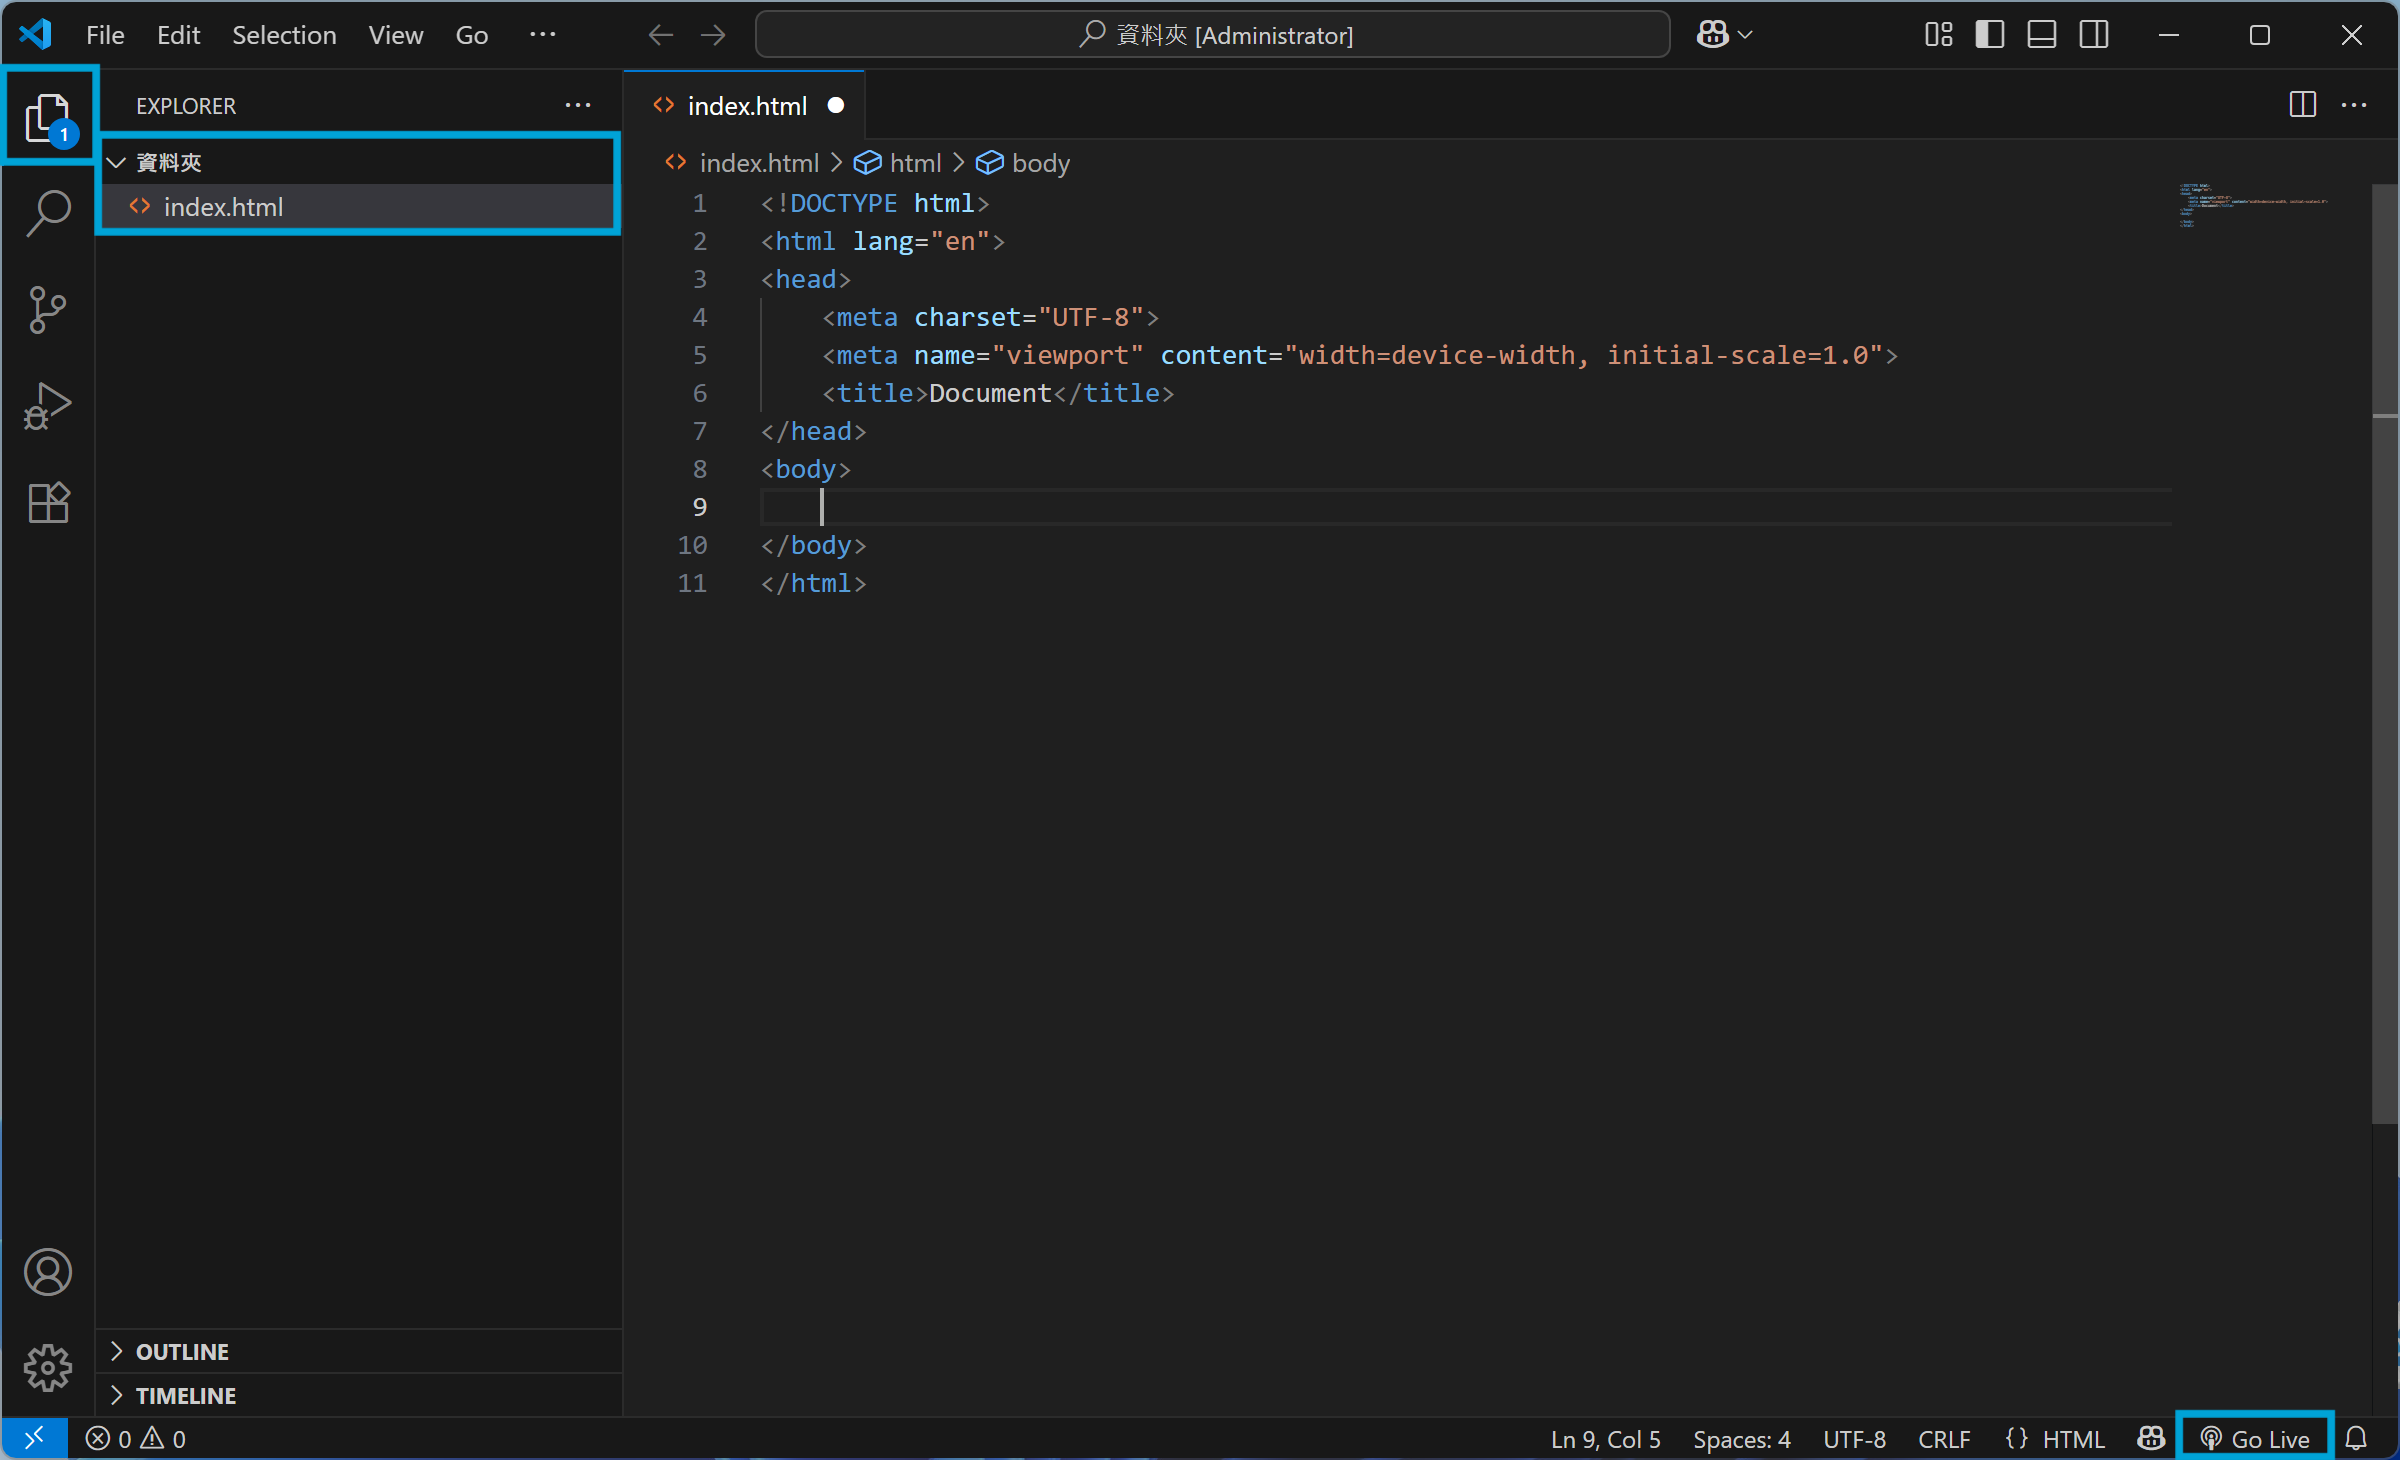 File Edit Selection View Go ···
資料夾 [Administrator]
1
EXPLORER ···
資料夾
index.html
index.html
index.html > html > body
1 <!DOCTYPE html>
2 <html lang="en">
3 <head>
4 <meta charset="UTF-8">
5 <meta name="viewport" content="width=device-width, initial-scale=1.0">
6 <title>Document</title>
7 </head>
8 <body>
9
10 </body>
11 </html>
OUTLINE
TIMELINE
0 0
Ln 9, Col 5 Spaces: 4 UTF-8 CRLF {} HTML Go Live